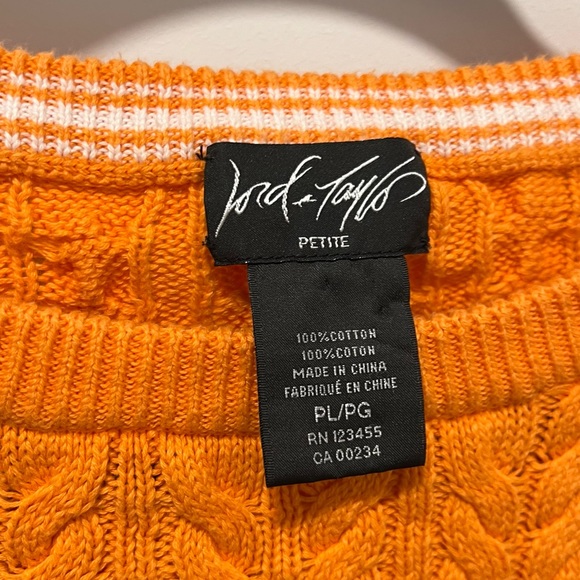 Lord & Taylor
PETITE
100%COTTON
100%COTON
MADE IN CHINA
FABRIQUÉ EN CHINE
PL/PG
RN 123455
CA 00234